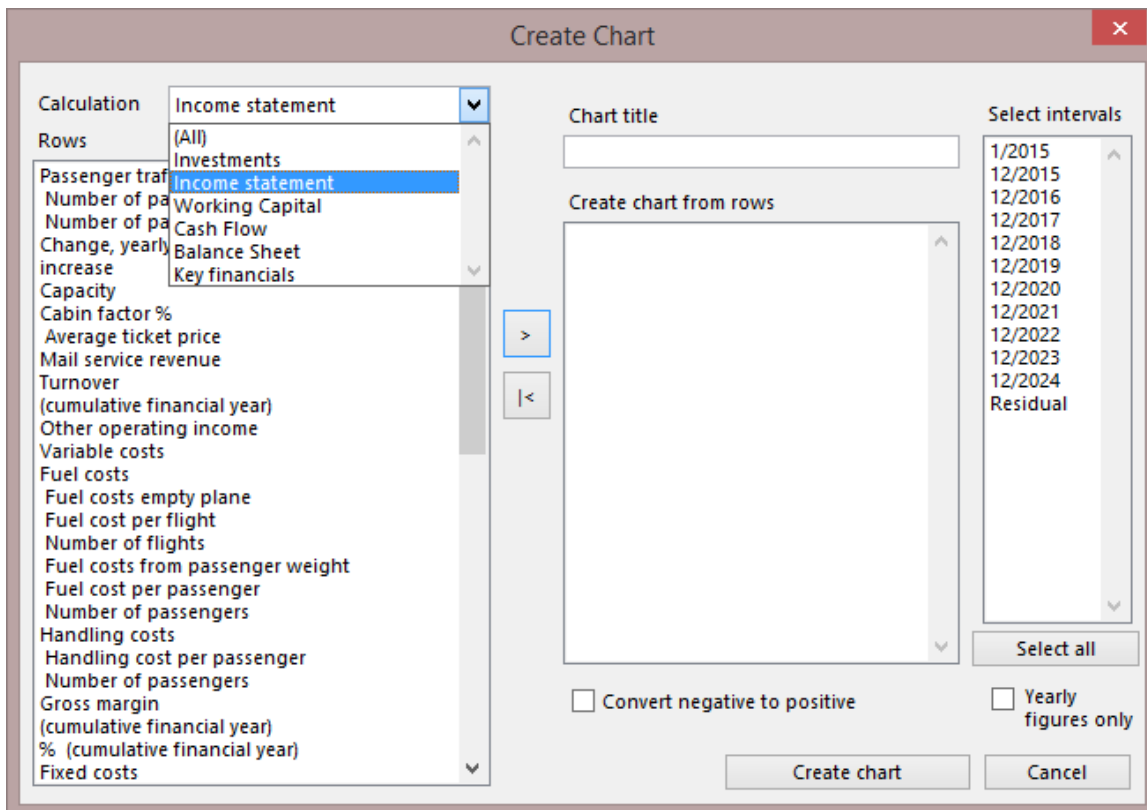 Create Chart
Calculation
Income statement
(All)
Investments
Income statement
Working Capital
Cash Flow
Balance Sheet
Key financials
Rows
Passenger traf
Number of pa
Number of pa
Change, yearly
increase
Capacity
Cabin factor %
Average ticket price
Mail service revenue
Turnover
(cumulative financial year)
Other operating income
Variable costs
Fuel costs
Fuel costs empty plane
Fuel cost per flight
Number of flights
Fuel costs from passenger weight
Fuel cost per passenger
Number of passengers
Handling costs
Handling cost per passenger
Number of passengers
Gross margin
(cumulative financial year)
% (cumulative financial year)
Fixed costs
>
|<
Chart title
Create chart from rows
Convert negative to positive
Select intervals
1/2015
12/2015
12/2016
12/2017
12/2018
12/2019
12/2020
12/2021
12/2022
12/2023
12/2024
Residual
Select all
Yearly
figures only
Create chart
Cancel